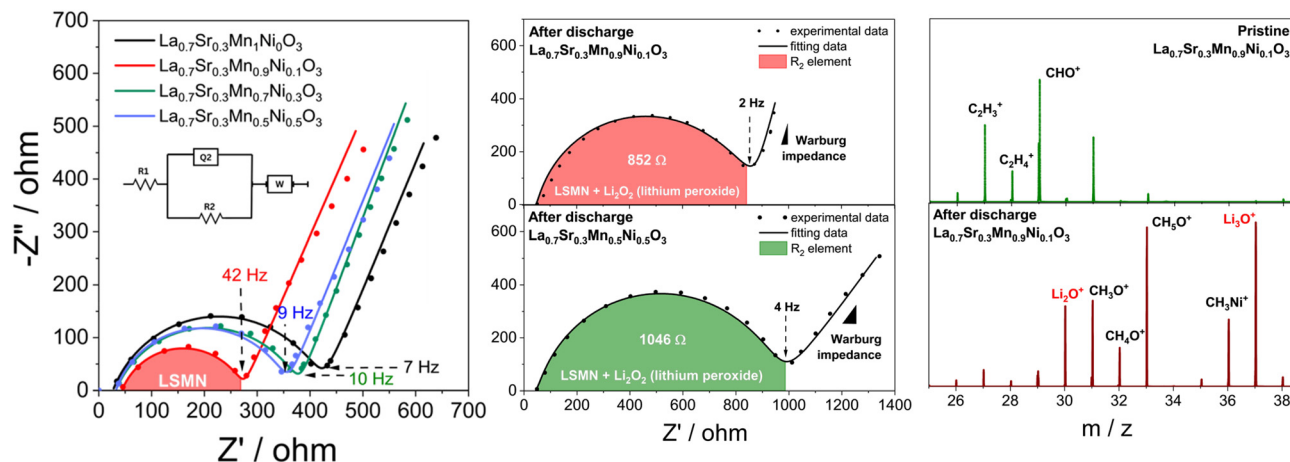 700
600
500
400
300
200
100
0
-Z" / ohm
La0.7Sr0.3Mn1Ni0O3
La0.7Sr0.3Mn0.9Ni0.1O3
La0.7Sr0.3Mn0.7Ni0.3O3
La0.7Sr0.3Mn0.5Ni0.5O3
Q2
R1
W
R2
42 Hz
9 Hz
7 Hz
10 Hz
LSMN
0 100 200 300 400 500 600 700
Z' / ohm
After discharge
La0.7Sr0.3Mn0.9Ni0.1O3
experimental data
fitting data
R2 element
600
400
200
0
2 Hz
Warburg
impedance
852 Ω
LSMN + Li2O2 (lithium peroxide)
After discharge
La0.7Sr0.3Mn0.5Ni0.5O3
experimental data
fitting data
R2 element
600
400
200
0
4 Hz
Warburg
impedance
1046 Ω
LSMN + Li2O2 (lithium peroxide)
0 200 400 600 800 1000 1200 1400
Z' / ohm
Pristine
La0.7Sr0.3Mn0.9Ni0.1O3
CHO+
C2H3+
C2H4+
After discharge
La0.7Sr0.3Mn0.9Ni0.1O3
CH5O+
Li3O+
Li2O+
CH3O+
CH4O+
CH3Ni+
26 28 30 32 34 36 38
m / z